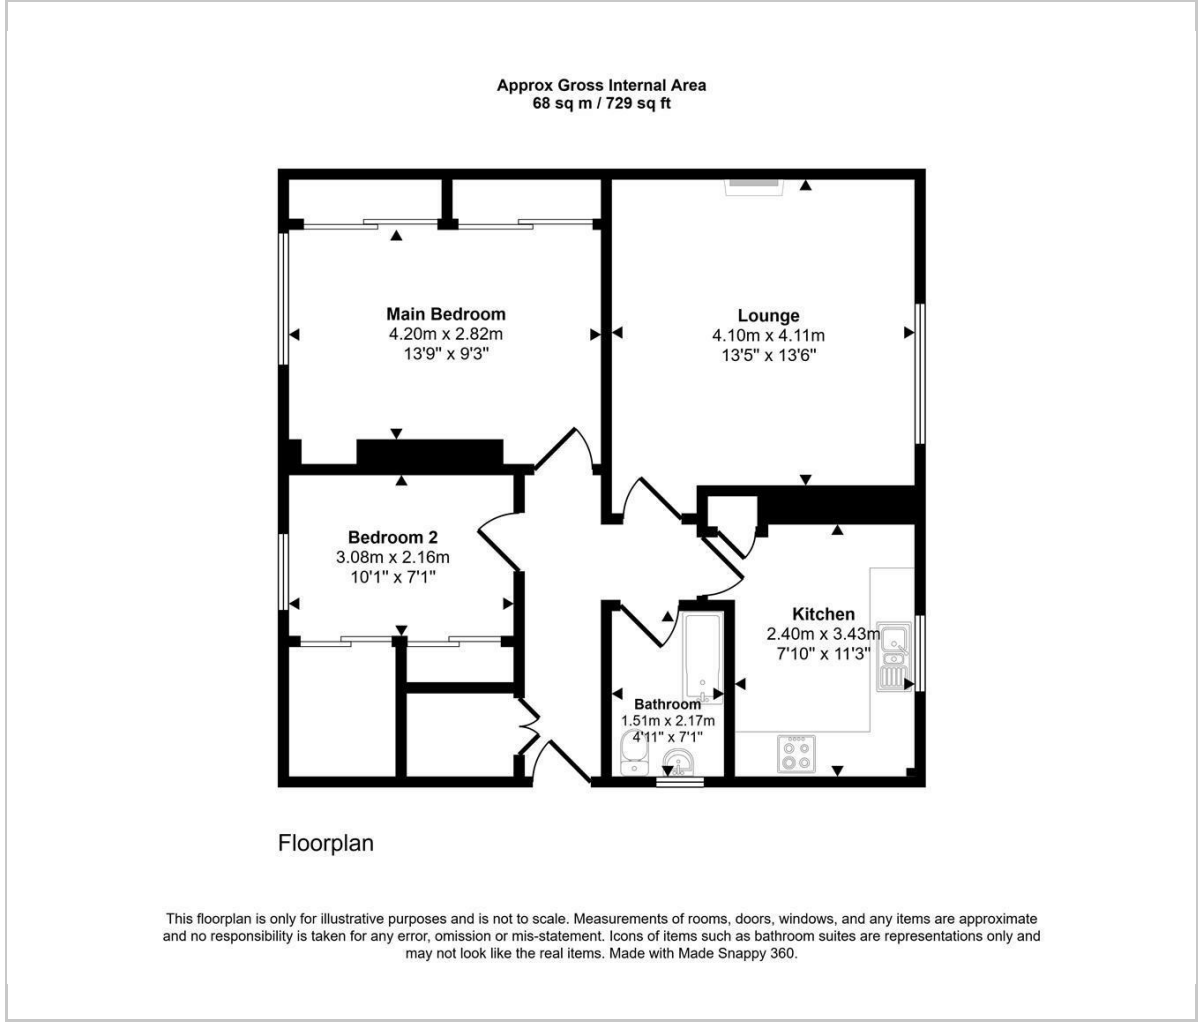 Approx Gross Internal Area
68 sq m / 729 sq ft
Main Bedroom
4.20m x 2.82m
13'9" x 9'3"
Lounge
4.10m x 4.11m
13'5" x 13'6"
Bedroom 2
3.08m x 2.16m
10'1" x 7'1"
Kitchen
2.40m x 3.43m
7'10" x 11'3"
Bathroom
1.51m x 2.17m
4'11" x 7'1"
Floorplan
This floorplan is only for illustrative purposes and is not to scale. Measurements of rooms, doors, windows, and any items are approximate
and no responsibility is taken for any error, omission or mis-statement. Icons of items such as bathroom suites are representations only and
may not look like the real items. Made with Made Snappy 360.